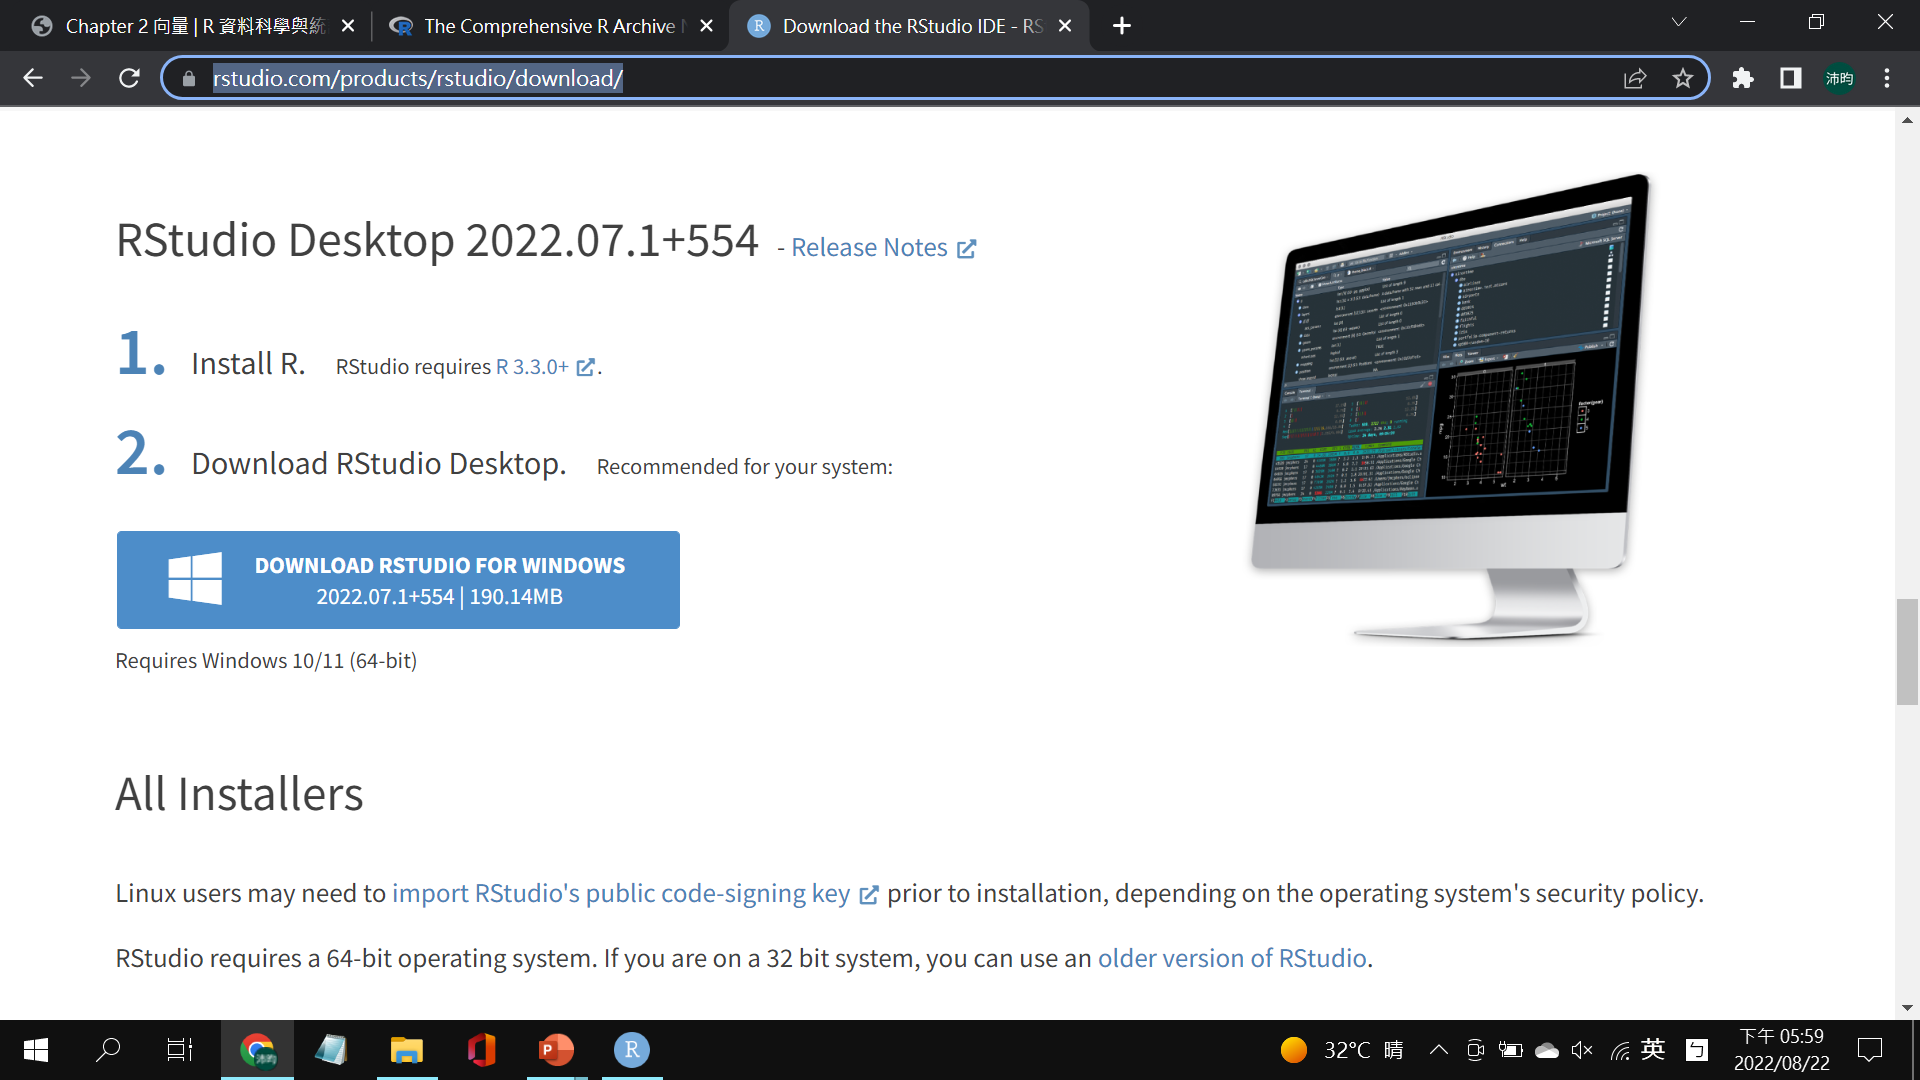 Chapter 2 向量 | R 資料科學與統
The Comprehensive R Archive N
Download the RStudio IDE - RS
rstudio.com/products/rstudio/download/
沛昀
RStudio Desktop 2022.07.1+554 - Release Notes
1. Install R. RStudio requires R 3.3.0+.
2. Download RStudio Desktop. Recommended for your system:
DOWNLOAD RSTUDIO FOR WINDOWS
2022.07.1+554 | 190.14MB
Requires Windows 10/11 (64-bit)
All Installers
Linux users may need to import RStudio's public code-signing key prior to installation, depending on the operating system's security policy.
RStudio requires a 64-bit operating system. If you are on a 32 bit system, you can use an older version of RStudio.
32°C 晴
英
ㄅ
下午 05:59
2022/08/22